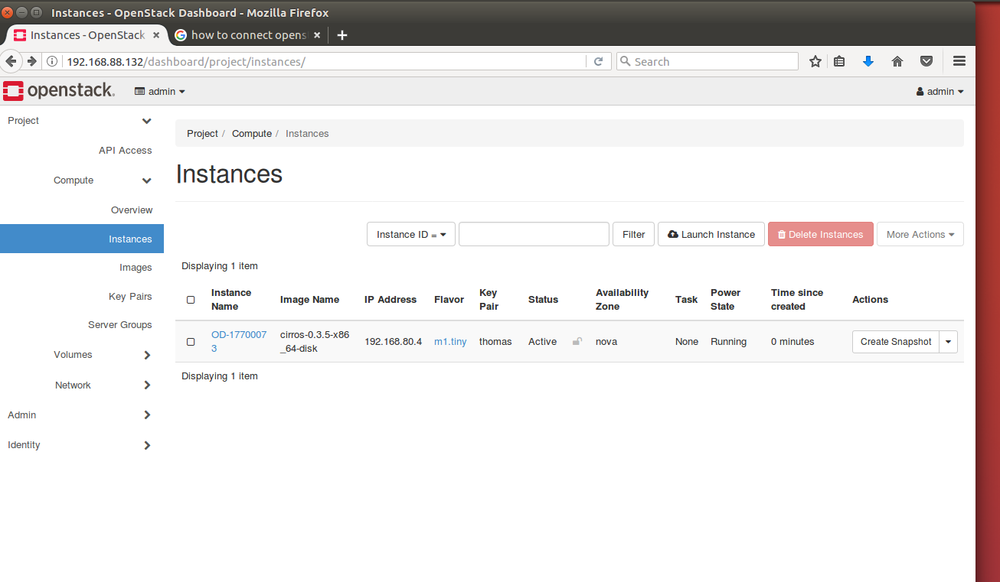 Instances - OpenStack Dashboard - Mozilla Firefox
Instances - OpenStack
how to connect opens
192.168.88.132/dashboard/project/instances/
Search
openstack.
admin
admin
Project
API Access
Compute
Overview
Instances
Images
Key Pairs
Server Groups
Volumes
Network
Admin
Identity
Project / Compute / Instances
Instances
Instance ID =
Filter
Launch Instance
Delete Instances
More Actions
Displaying 1 item
Instance Name
Image Name
IP Address
Flavor
Key Pair
Status
Availability Zone
Task
Power State
Time since created
Actions
OD-1770007
3
cirros-0.3.5-x86
_64-disk
192.168.80.4
m1.tiny
thomas
Active
nova
None
Running
0 minutes
Create Snapshot
Displaying 1 item